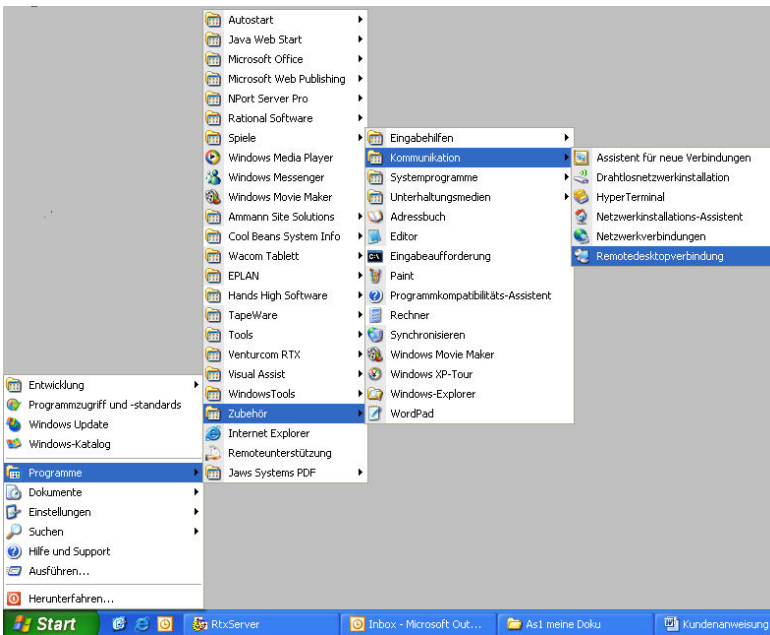 Autostart
Java Web Start
Microsoft Office
Microsoft Web Publishing
NPort Server Pro
Rational Software
Spiele
Windows Media Player
Windows Messenger
Windows Movie Maker
Ammann Site Solutions
Cool Beans System Info
Wacom Tablett
EPLAN
Hands High Software
TapeWare
Tools
Venturcom RTX
Visual Assist
WindowsTools
Zubehör
Internet Explorer
Remoteunterstützung
Jaws Systems PDF
Eingabehilfen
Kommunikation
Systemprogramme
Unterhaltungsmedien
Adressbuch
Editor
Eingabeaufforderung
Paint
Programmkompatibilitäts-Assistent
Rechner
Synchronisieren
Windows Movie Maker
Windows XP-Tour
Windows-Explorer
WordPad
Assistent für neue Verbindungen
Drahtlosnetzwerkinstallation
HyperTerminal
Netzwerkinstallations-Assistent
Netzwerkverbindungen
Remotedesktopverbindung
Entwicklung
Programmzugriff und -standards
Windows Update
Windows-Katalog
Programme
Dokumente
Einstellungen
Suchen
Hilfe und Support
Ausführen...
Herunterfahren...
Start
RtxServer
Inbox - Microsoft Out...
As1 meine Doku
Kundenanweisung